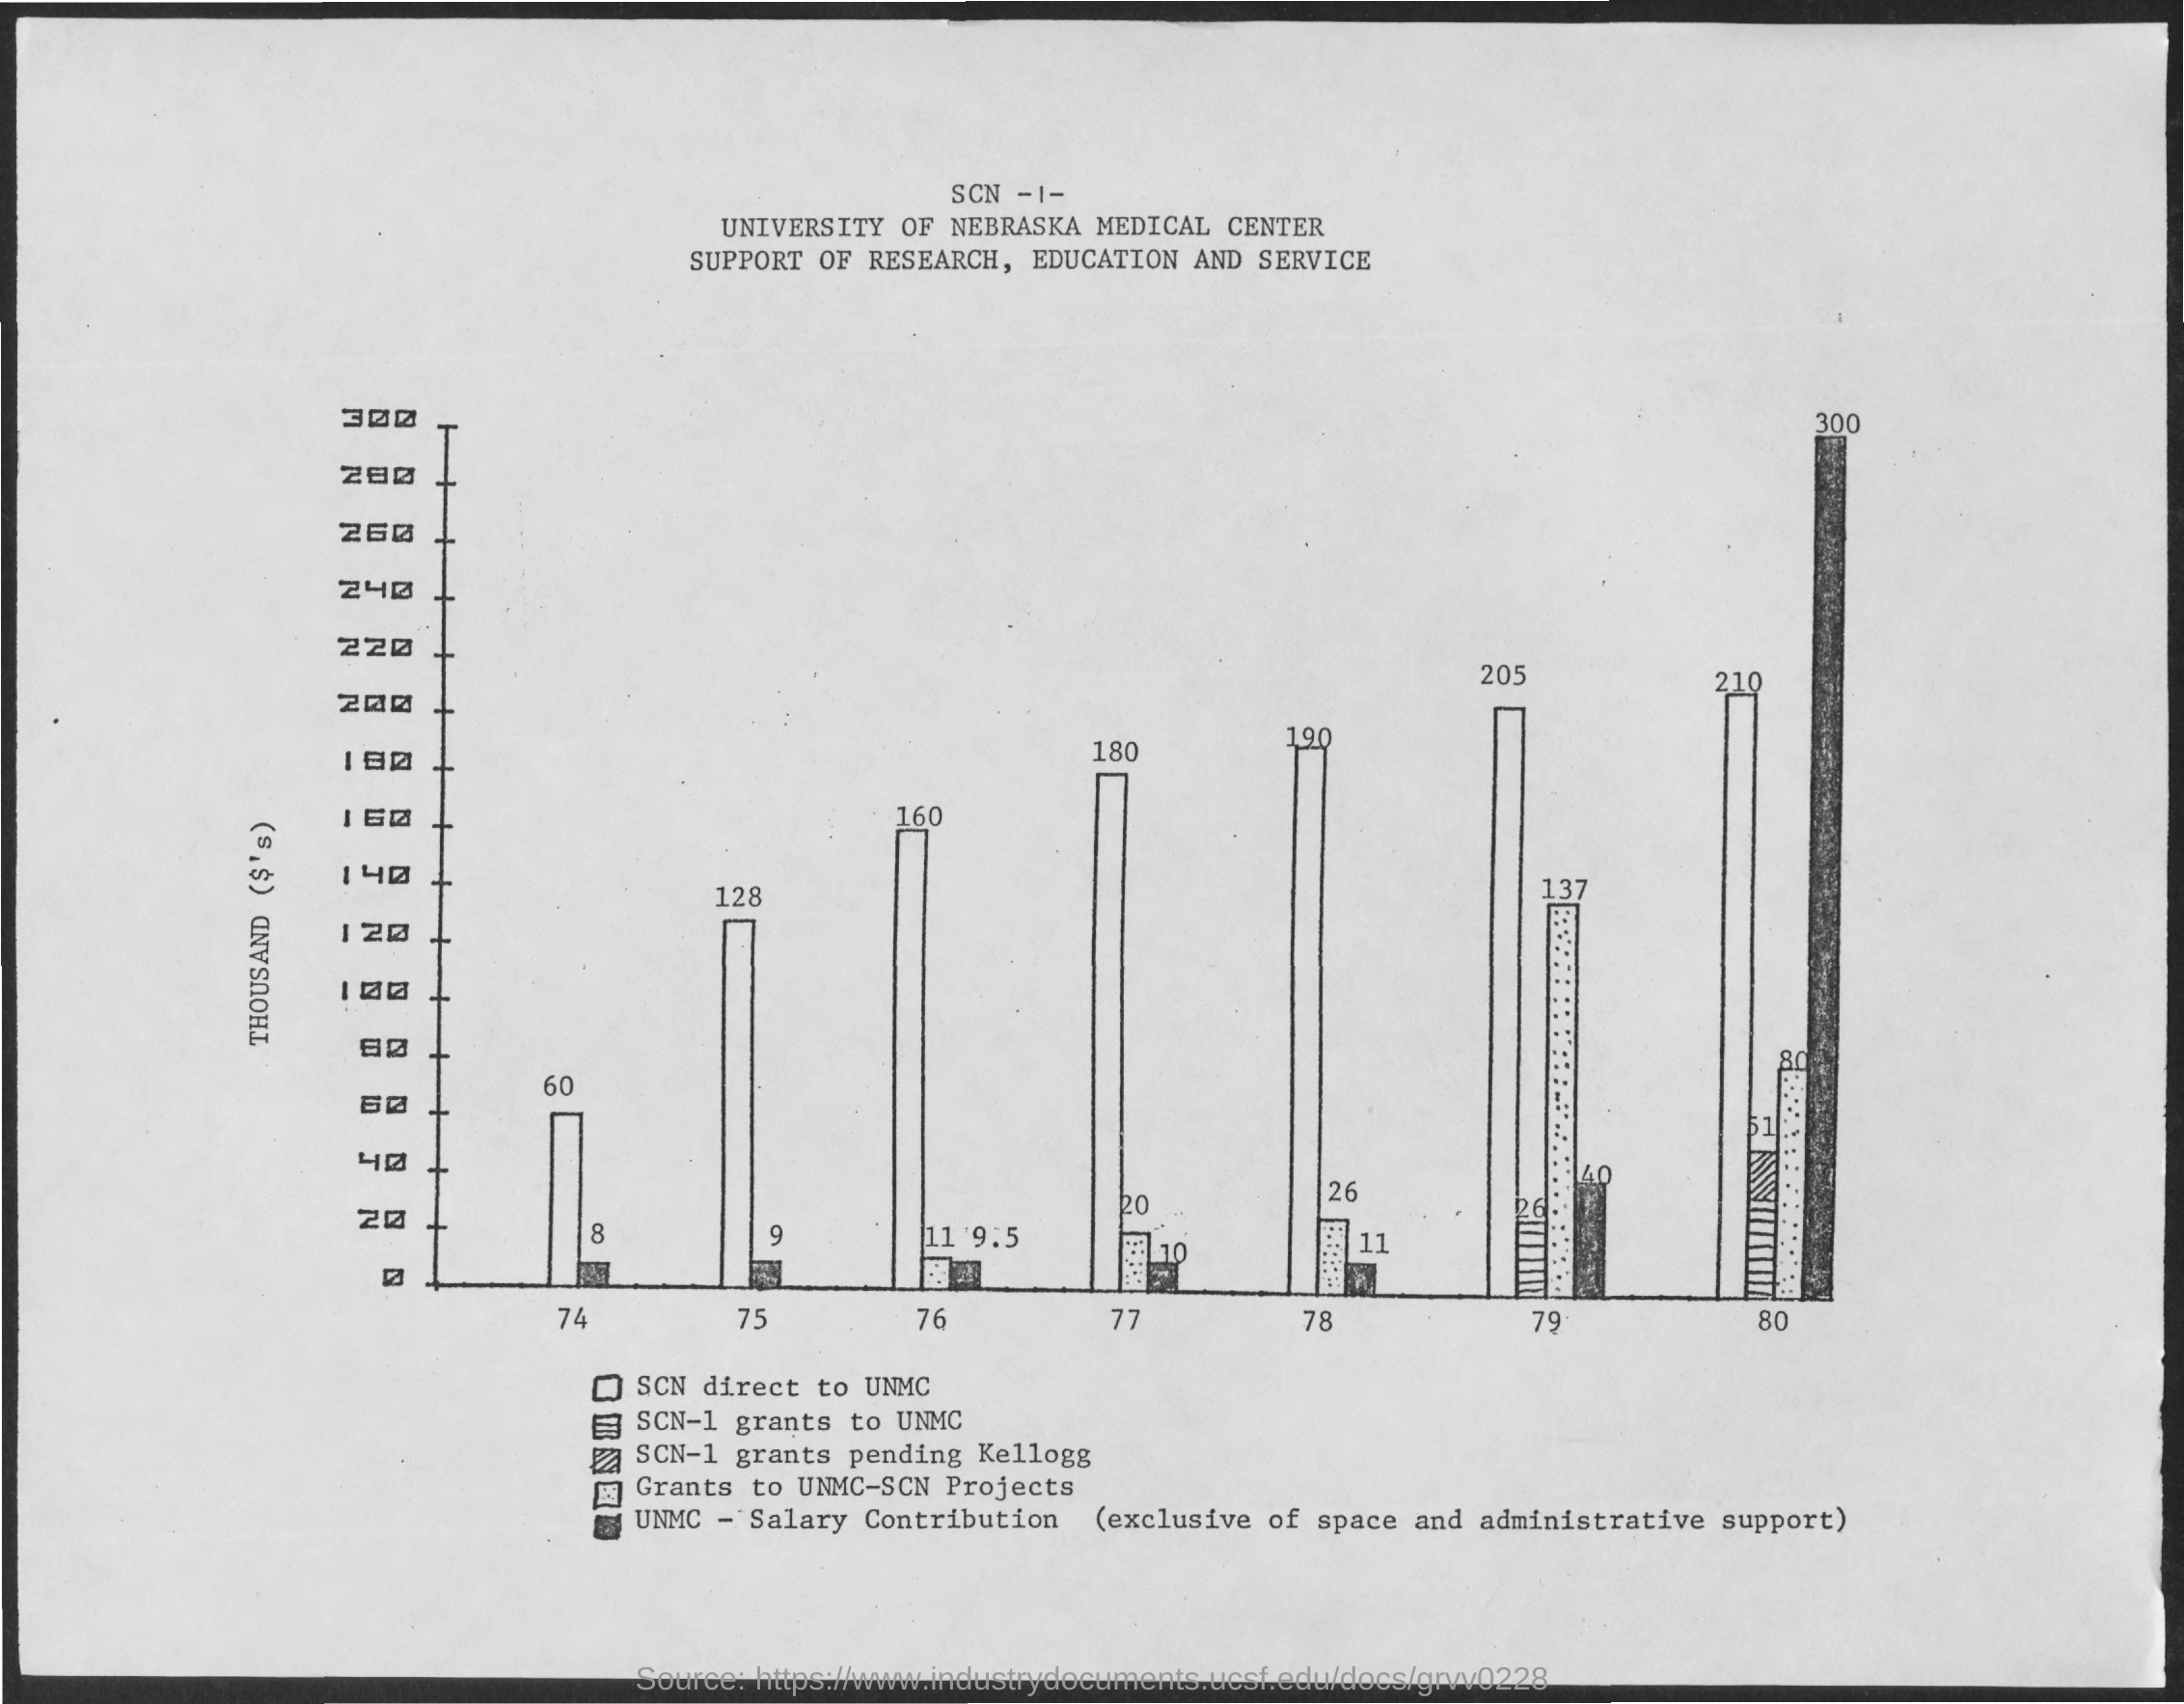 SCN -1-
UNIVERSITY OF NEBRASKA MEDICAL CENTER
SUPPORT OF RESEARCH, EDUCATION AND SERVICE
THOUSAND ($'s)
300
280
260
240
220
200
180
160
140
120
100
80
60
40
20
0
60 8
128 9
160 11 9.5
180 20 10
190 26 11
205 26 137 40
210 51 80 300
74 75 76 77 78 79 80
SCN direct to UNMC
SCN-1 grants to UNMC
SCN-1 grants pending Kellogg
Grants to UNMC-SCN Projects
UNMC - Salary Contribution (exclusive of space and administrative support)
Source: https://www.industrydocuments.ucsf.edu/docs/grvv0228